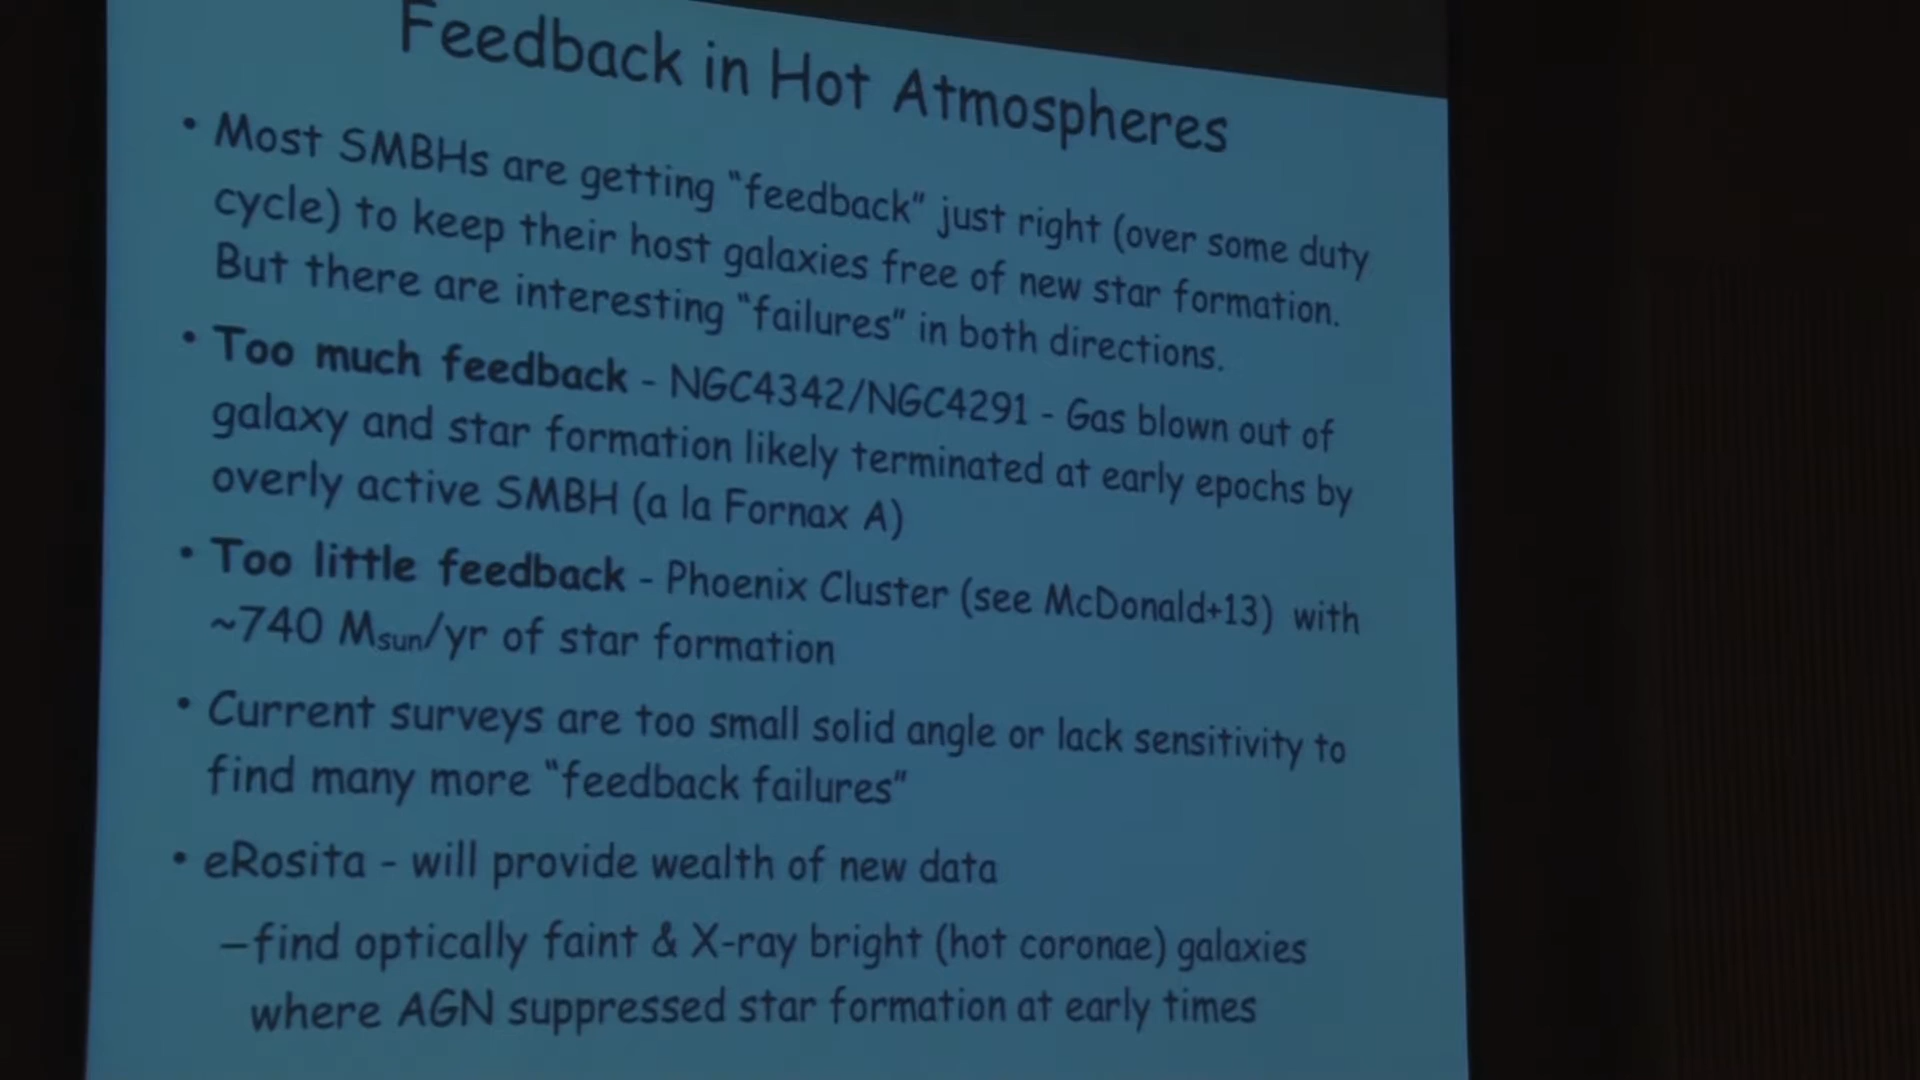 Feedback in Hot Atmospheres
• Most SMBHs are getting "feedback" just right (over some duty
cycle) to keep their host galaxies free of new star formation.
But there are interesting "failures" in both directions.
• Too much feedback - NGC4342/NGC4291 - Gas blown out of
galaxy and star formation likely terminated at early epochs by
overly active SMBH (a la Fornax A)
• Too little feedback - Phoenix Cluster (see McDonald+13) with
~740 Msun/yr of star formation
• Current surveys are too small solid angle or lack sensitivity to
find many more "feedback failures"
• eRosita - will provide wealth of new data
–find optically faint & X-ray bright (hot coronae) galaxies
where AGN suppressed star formation at early times